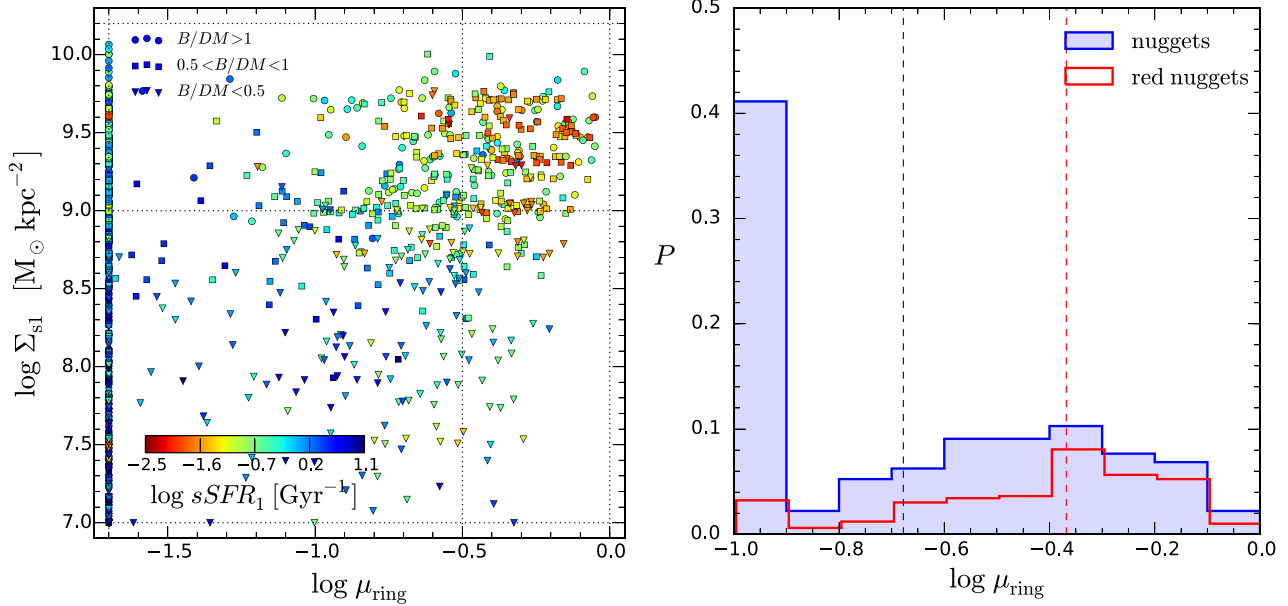 B/DM>1
0.5<B/DM<1
B/DM<0.5
10.0
9.5
9.0
8.5
8.0
7.5
7.0
log Σs1 [M⊙ kpc−2]
−2.5 −1.6 −0.7 0.2 1.1
log sSFR1 [Gyr−1]
−1.5 −1.0 −0.5 0.0
log μring
nuggets
red nuggets
0.5
0.4
0.3
0.2
0.1
0.0
P
−1.0 −0.8 −0.6 −0.4 −0.2 0.0
log μring